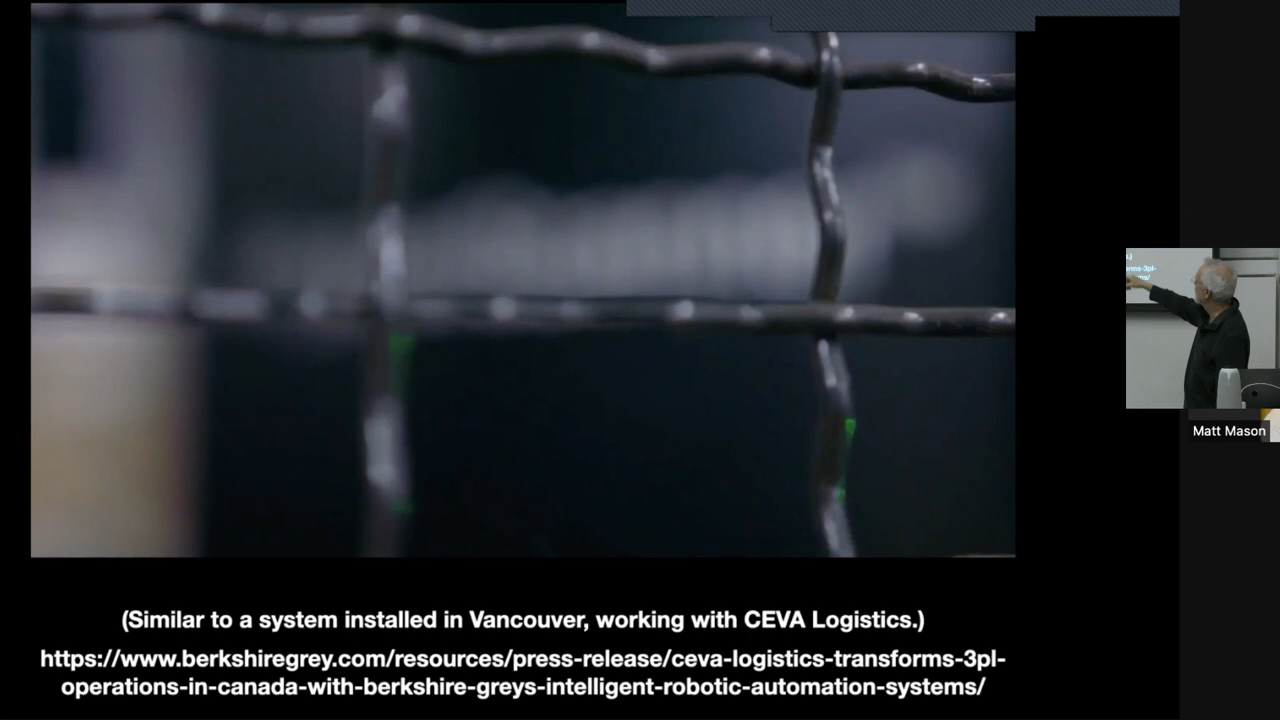 (Similar to a system installed in Vancouver, working with CEVA Logistics.)
https://www.berkshiregrey.com/resources/press-release/ceva-logistics-transforms-3pl-
operations-in-canada-with-berkshire-greys-intelligent-robotic-automation-systems/
Matt Mason